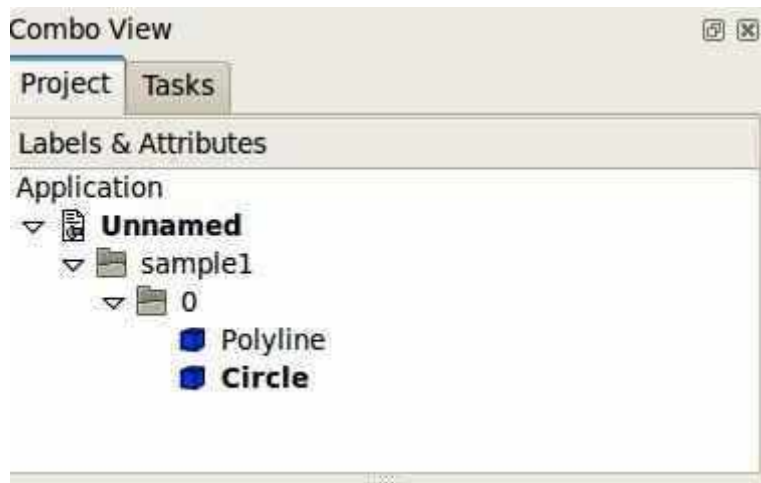 Combo View
Project Tasks
Labels & Attributes
Application
Unnamed
sample1
0
Polyline
Circle